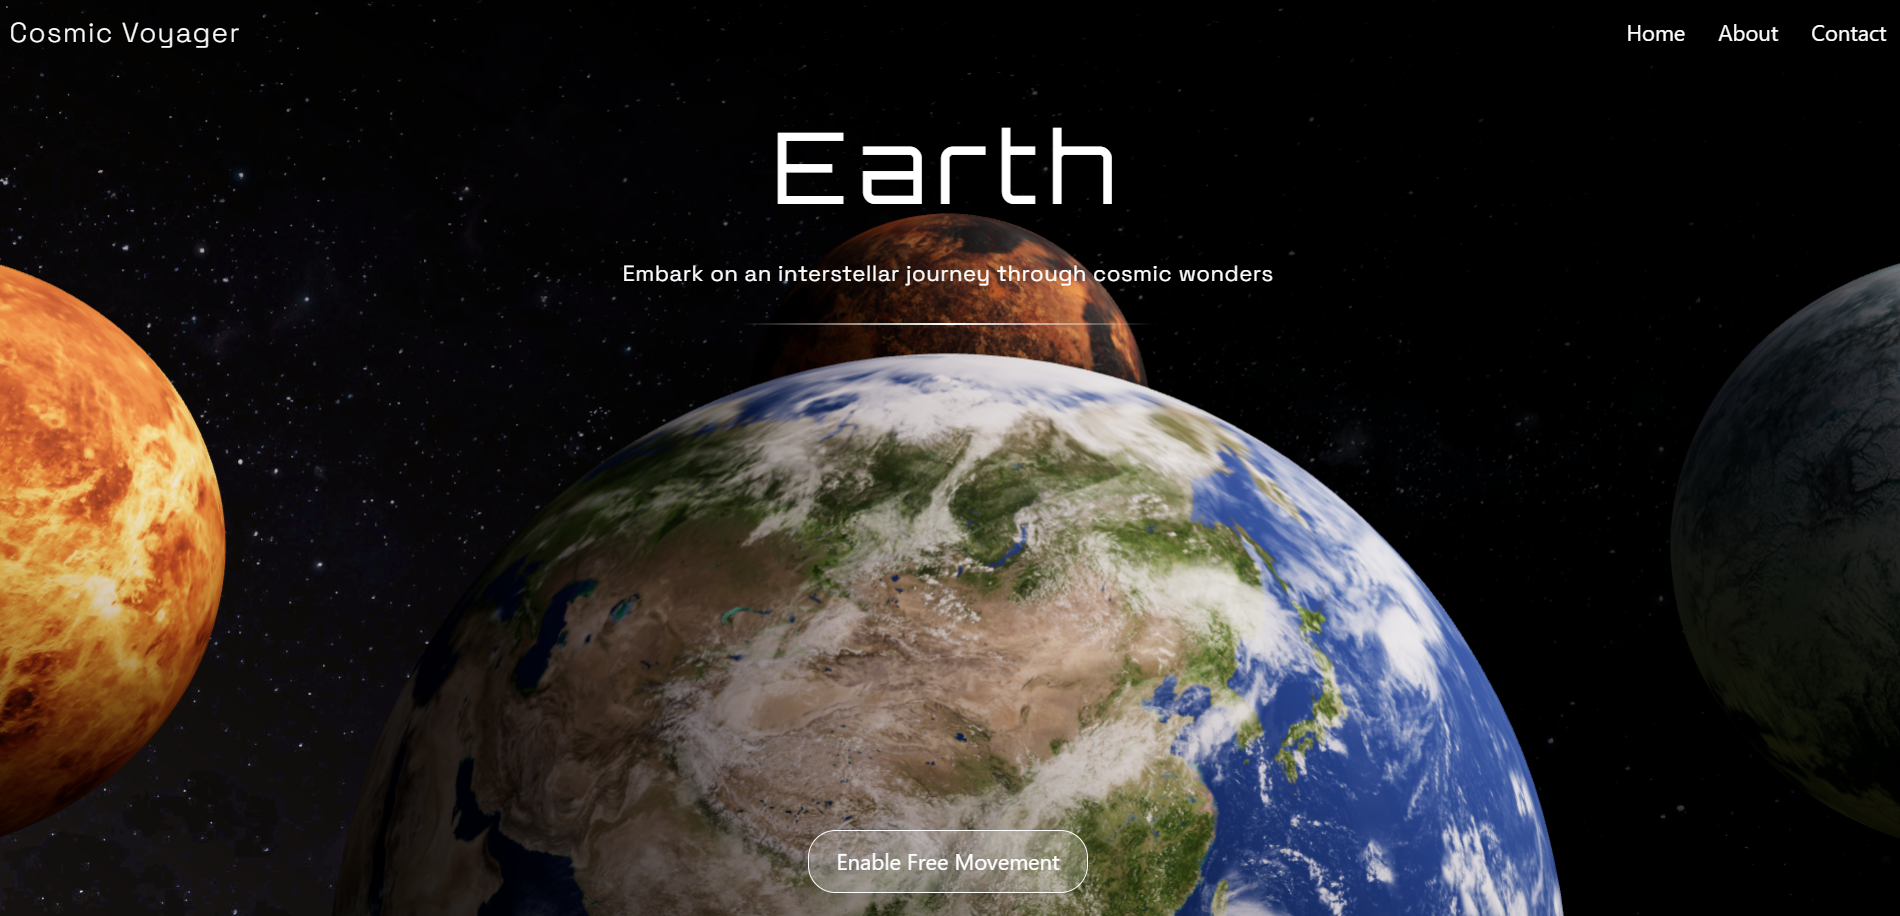 Cosmic Voyager
Home About Contact
Earth
Embark on an interstellar journey through cosmic wonders
Enable Free Movement